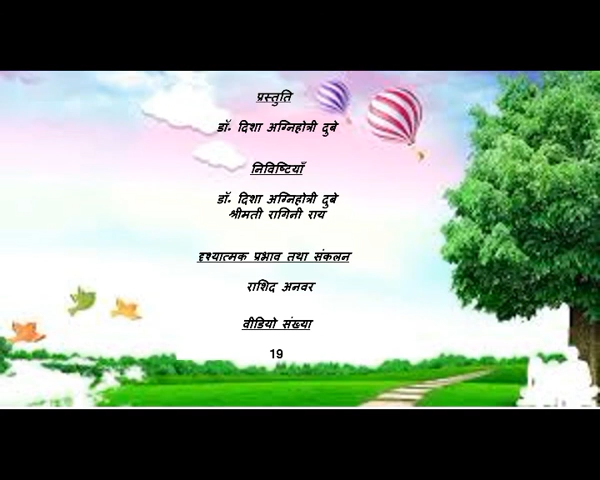 प्रस्तुति
डॉ. दिशा अग्निहोत्री दुबे
निविष्टियाँ
डॉ. दिशा अग्निहोत्री दुबे
श्रीमती रागिनी राय
दृश्यात्मक प्रभाव तथा संकलन
राशिद अनवर
वीडियो संख्या
19